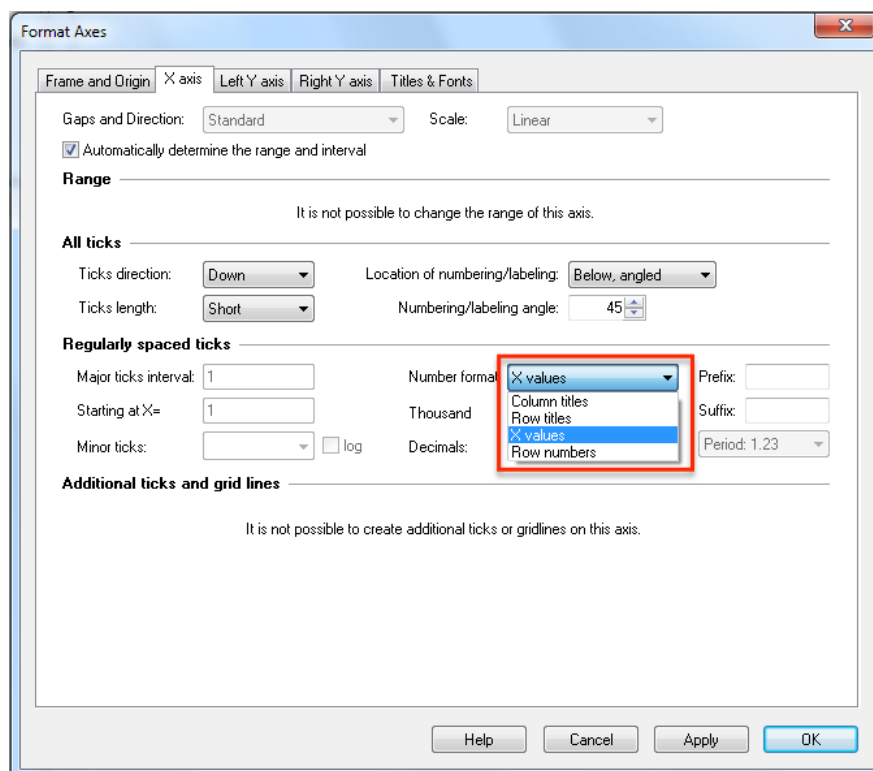 Format Axes
Frame and Origin X axis Left Y axis Right Y axis Titles & Fonts
Gaps and Direction: Standard Scale: Linear
Automatically determine the range and interval
Range
It is not possible to change the range of this axis.
All ticks
Ticks direction: Down Location of numbering/labeling: Below, angled
Ticks length: Short Numbering/labeling angle: 45
Regularly spaced ticks
Major ticks interval: 1 Number format X values Prefix:
Column titles
Starting at X= 1 Thousand Row titles Suffix:
X values
Minor ticks: log Decimals: Row numbers Period: 1.23
Additional ticks and grid lines
It is not possible to create additional ticks or gridlines on this axis.
Help Cancel Apply OK